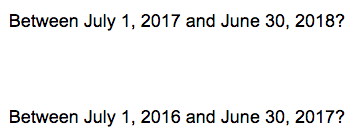 Between July 1, 2017 and June 30, 2018?
Between July 1, 2016 and June 30, 2017?